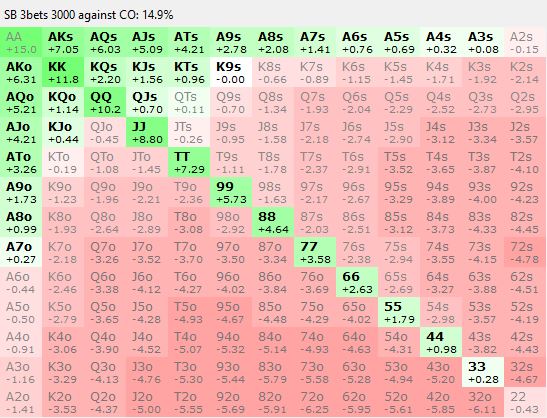 SB 3bets 3000 against CO: 14.9%
AA AKs AQs AJs ATs A9s A8s A7s A6s A5s A4s A3s A2s
+15.0 +7.05 +6.03 +5.09 +4.21 +2.78 +2.08 +1.41 +0.76 +0.69 +0.32 +0.08 -0.15
AKo KK KQs KJs KTs K9s K8s K7s K6s K5s K4s K3s K2s
+6.31 +11.8 +2.20 +1.56 +0.96 -0.00 -0.66 -0.89 -1.15 -1.45 -1.71 -1.92 -2.14
AQo KQo QQ QJs QTs Q9s Q8s Q7s Q6s Q5s Q4s Q3s Q2s
+5.21 +1.14 +10.2 +0.70 -0.11 -0.70 -1.34 -1.93 -2.04 -2.29 -2.52 -2.73 -2.95
AJo KJo QJo JJ JTs J9s J8s J7s J6s J5s J4s J3s J2s
+4.21 +0.44 -0.45 +8.80 -0.26 -0.95 -1.58 -2.18 -2.74 -2.90 -3.12 -3.34 -3.57
ATo KTo QTo JTo TT T9s T8s T7s T6s T5s T4s T3s T2s
+3.26 -0.19 -1.08 -1.45 +7.29 -1.11 -1.78 -2.37 -2.91 -3.52 -3.65 -3.87 -4.10
A9o K9o Q9o J9o T9o 99 98s 97s 96s 95s 94s 93s 92s
+1.73 -1.23 -1.96 -2.21 -2.36 +5.73 -1.63 -2.17 -2.67 -3.29 -3.89 -4.00 -4.23
A8o K8o Q8o J8o T8o 98o 88 87s 86s 85s 84s 83s 82s
+0.99 -1.93 -2.64 -2.89 -3.08 -2.92 +4.64 -2.03 -2.51 -3.12 -3.73 -4.33 -4.45
A7o K7o Q7o J7o T7o 97o 87o 77 76s 75s 74s 73s 72s
+0.27 -2.18 -3.26 -3.52 -3.70 -3.50 -3.34 +3.58 -2.38 -2.94 -3.55 -4.15 -4.78
A6o K6o Q6o J6o T6o 96o 86o 76o 66 65s 64s 63s 62s
-0.44 -2.46 -3.38 -4.12 -4.27 -4.02 -3.84 -3.69 +2.63 -2.69 -3.27 -3.88 -4.51
A5o K5o Q5o J5o T5o 95o 85o 75o 65o 55 54s 53s 52s
-0.50 -2.79 -3.65 -4.28 -4.93 -4.67 -4.48 -4.29 -4.02 +1.79 -2.98 -3.57 -4.19
A4o K4o Q4o J4o T4o 94o 84o 74o 64o 54o 44 43s 42s
-0.91 -3.06 -3.90 -4.52 -5.07 -5.32 -5.14 -4.93 -4.63 -4.31 +0.98 -3.82 -4.43
A3o K3o Q3o J3o T3o 93o 83o 73o 63o 53o 43o 33 32s
-1.16 -3.29 -4.13 -4.76 -5.30 -5.44 -5.79 -5.58 -5.28 -4.94 -5.20 +0.28 -4.67
A2o K2o Q2o J2o T2o 92o 82o 72o 62o 52o 42o 32o 22
-1.41 -3.53 -4.37 -5.00 -5.55 -5.69 -5.91 -6.25 -5.95 -5.61 -5.85 -6.11 -0.43